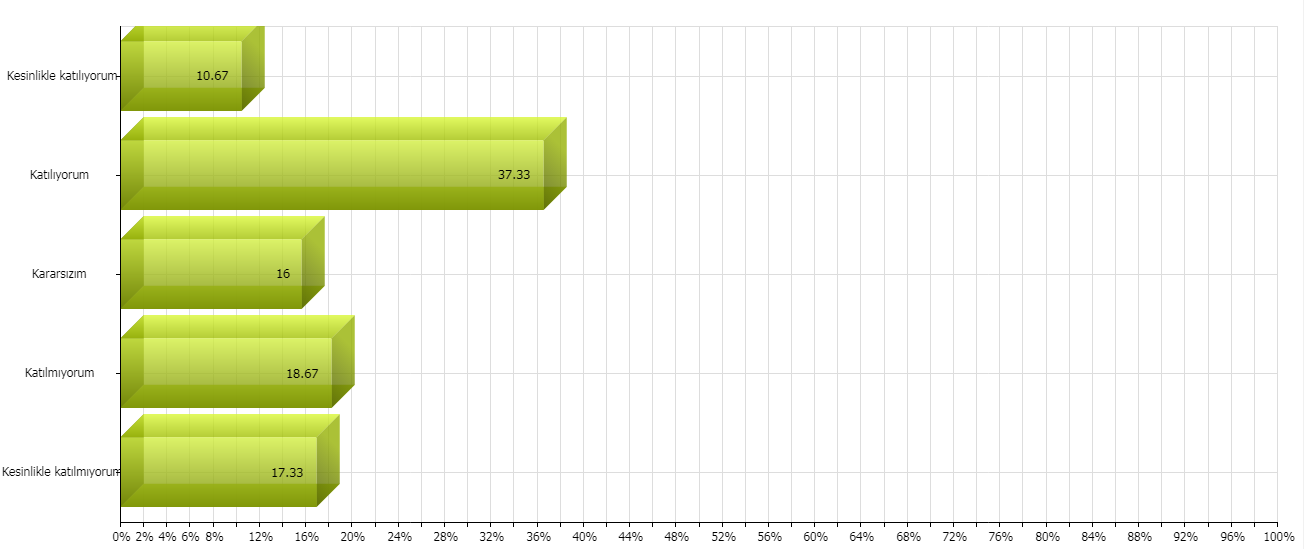 Kesinlikle katılıyorum 10.67
Katılıyorum 37.33
Kararsızım 16
Katılmıyorum 18.67
Kesinlikle katılmıyorum 17.33
0% 2% 4% 6% 8% 12% 16% 20% 24% 28% 32% 36% 40% 44% 48% 52% 56% 60% 64% 68% 72% 76% 80% 84% 88% 92% 96% 100%